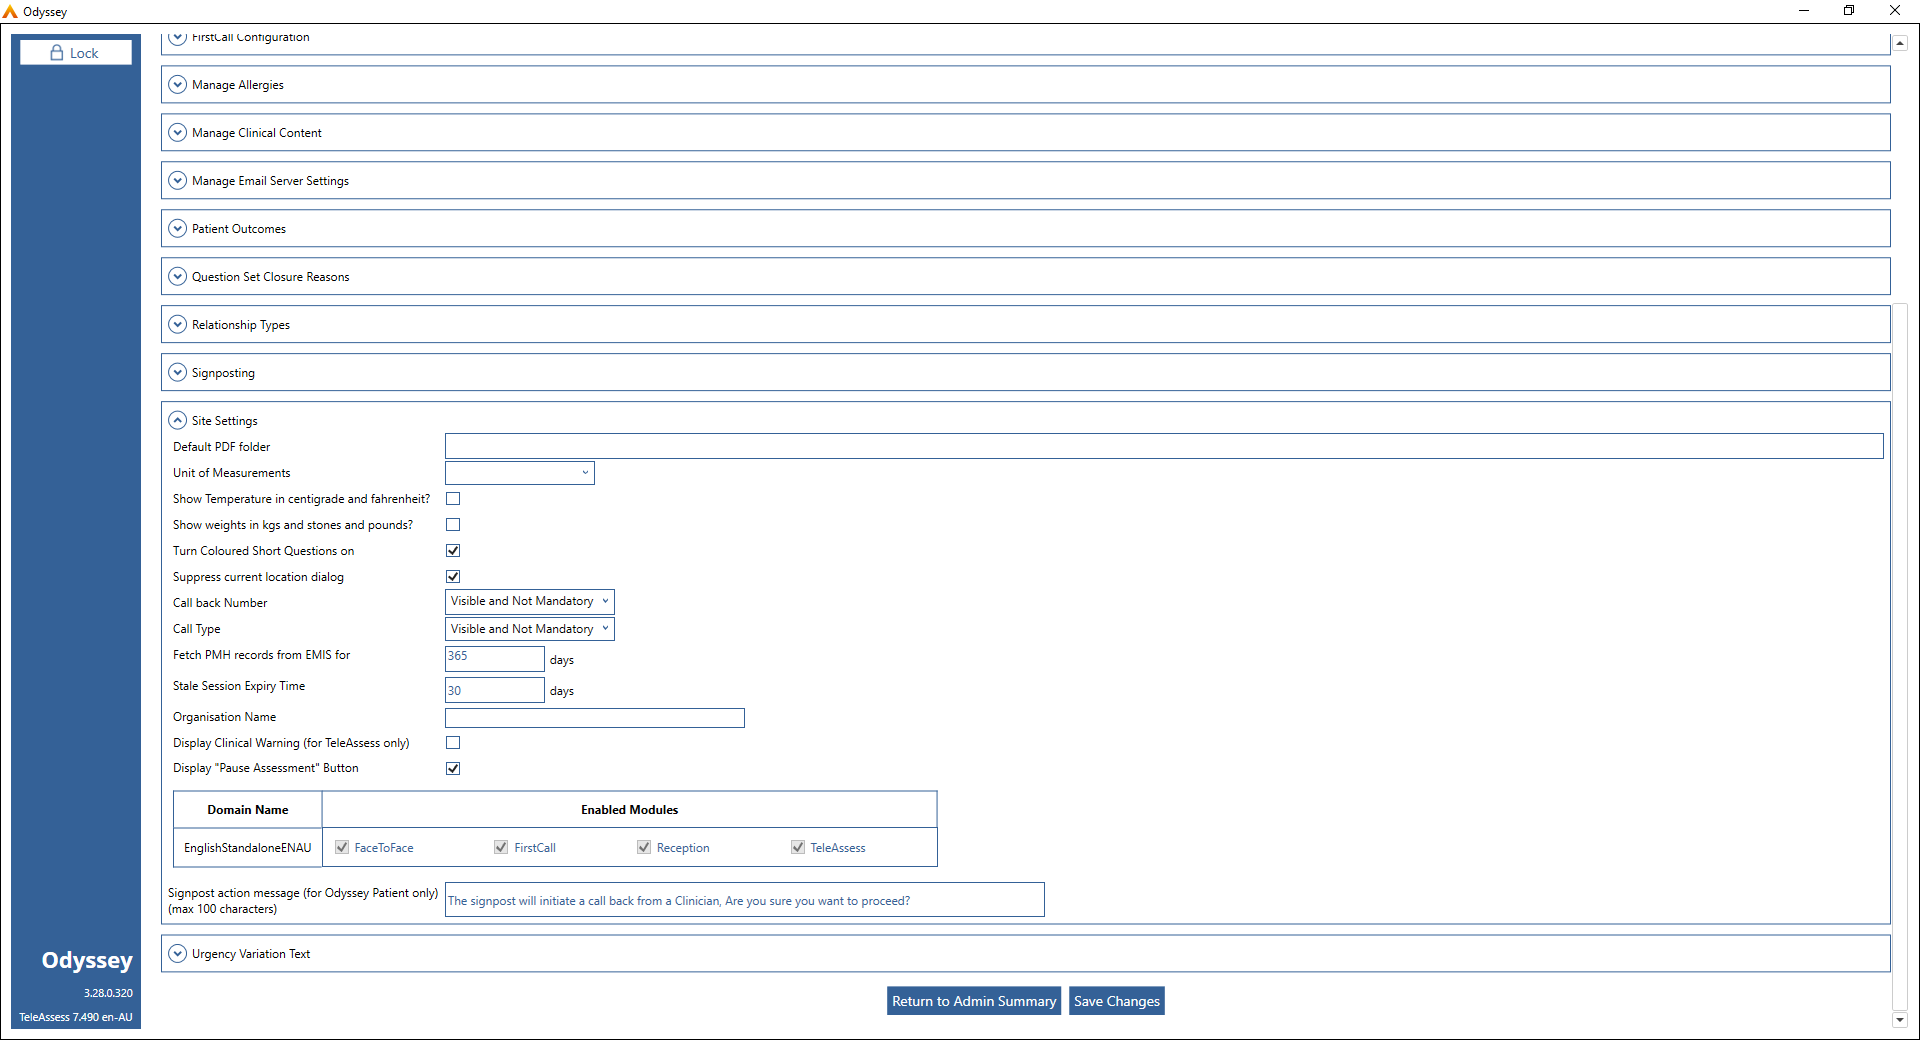 Odyssey
Lock
FirstCall Configuration
Manage Allergies
Manage Clinical Content
Manage Email Server Settings
Patient Outcomes
Question Set Closure Reasons
Relationship Types
Signposting
Site Settings
Default PDF folder
Unit of Measurements
Show Temperature in centigrade and fahrenheit?
Show weights in kgs and stones and pounds?
Turn Coloured Short Questions on
Suppress current location dialog
Call back Number Visible and Not Mandatory
Call Type Visible and Not Mandatory
Fetch PMH records from EMIS for 365 days
Stale Session Expiry Time 30 days
Organisation Name
Display Clinical Warning (for TeleAssess only)
Display "Pause Assessment" Button
Domain Name Enabled Modules
EnglishStandaloneENAU FaceToFace FirstCall Reception TeleAssess
Signpost action message (for Odyssey Patient only)
(max 100 characters)
The signpost will initiate a call back from a Clinician, Are you sure you want to proceed?
Urgency Variation Text
Return to Admin Summary Save Changes
Odyssey
3.28.0.320
TeleAssess 7.490 en-AU